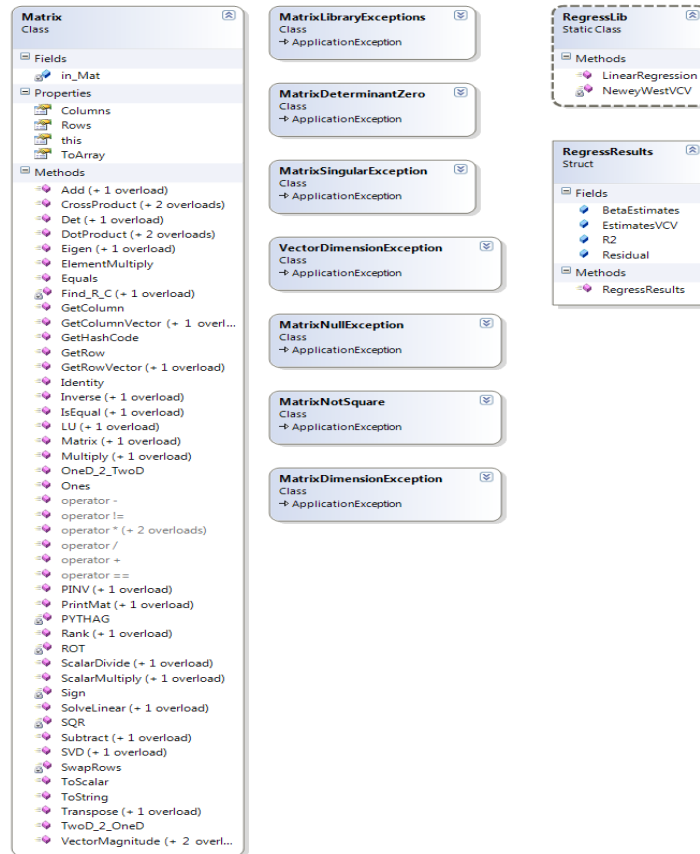 Matrix
Class
Fields
in_Mat
Properties
Columns
Rows
this
ToArray
Methods
Add (+ 1 overload)
CrossProduct (+ 2 overloads)
Det (+ 1 overload)
DotProduct (+ 2 overloads)
Eigen (+ 1 overload)
ElementMultiply
Equals
Find_R_C (+ 1 overload)
GetColumn
GetColumnVector (+ 1 overl...
GetHashCode
GetRow
GetRowVector (+ 1 overload)
Identity
Inverse (+ 1 overload)
IsEqual (+ 1 overload)
LU (+ 1 overload)
Matrix (+ 1 overload)
Multiply (+ 1 overload)
OneD_2_TwoD
Ones
operator -
operator !=
operator * (+ 2 overloads)
operator /
operator +
operator ==
PINV (+ 1 overload)
PrintMat (+ 1 overload)
PYTHAG
Rank (+ 1 overload)
ROT
ScalarDivide (+ 1 overload)
ScalarMultiply (+ 1 overload)
Sign
SolveLinear (+ 1 overload)
SQR
Subtract (+ 1 overload)
SVD (+ 1 overload)
SwapRows
ToScalar
ToString
Transpose (+ 1 overload)
TwoD_2_OneD
VectorMagnitude (+ 2 overl...
MatrixLibraryExceptions
Class
ApplicationException
MatrixDeterminantZero
Class
ApplicationException
MatrixSingularException
Class
ApplicationException
VectorDimensionException
Class
ApplicationException
MatrixNullException
Class
ApplicationException
MatrixNotSquare
Class
ApplicationException
MatrixDimensionException
Class
ApplicationException
RegressLib
Static Class
Methods
LinearRegression
NeweyWestVCV
RegressResults
Struct
Fields
BetaEstimates
EstimatesVCV
R2
Residual
Methods
RegressResults